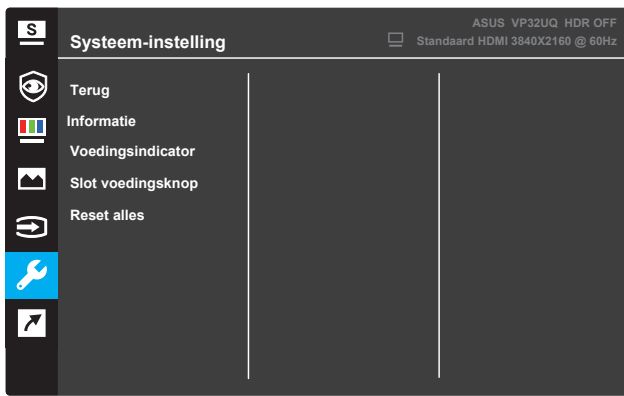 S
ASUS VP32UQ HDR OFF
Systeem-instelling
Standaard HDMI 3840X2160 @ 60Hz
Terug
Informatie
Voedingsindicator
Slot voedingsknop
Reset alles